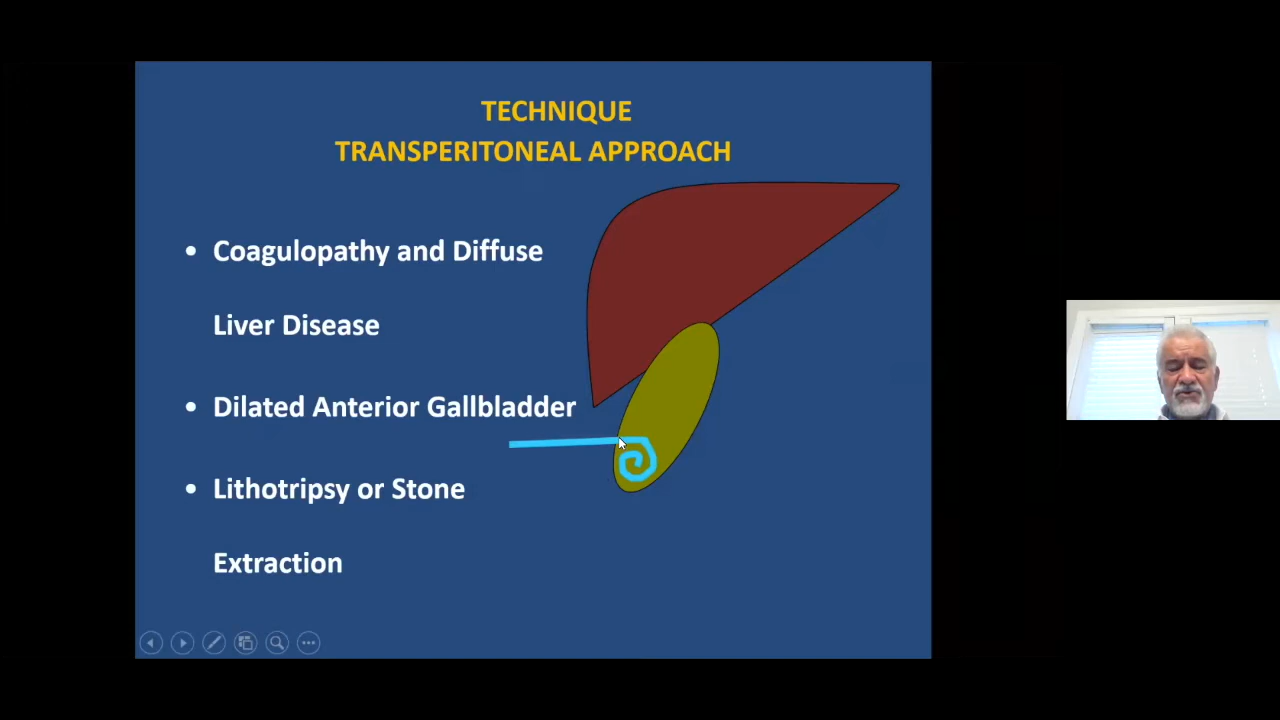 TECHNIQUE
TRANSPERITONEAL APPROACH
• Coagulopathy and Diffuse
Liver Disease
• Dilated Anterior Gallbladder
• Lithotripsy or Stone
Extraction